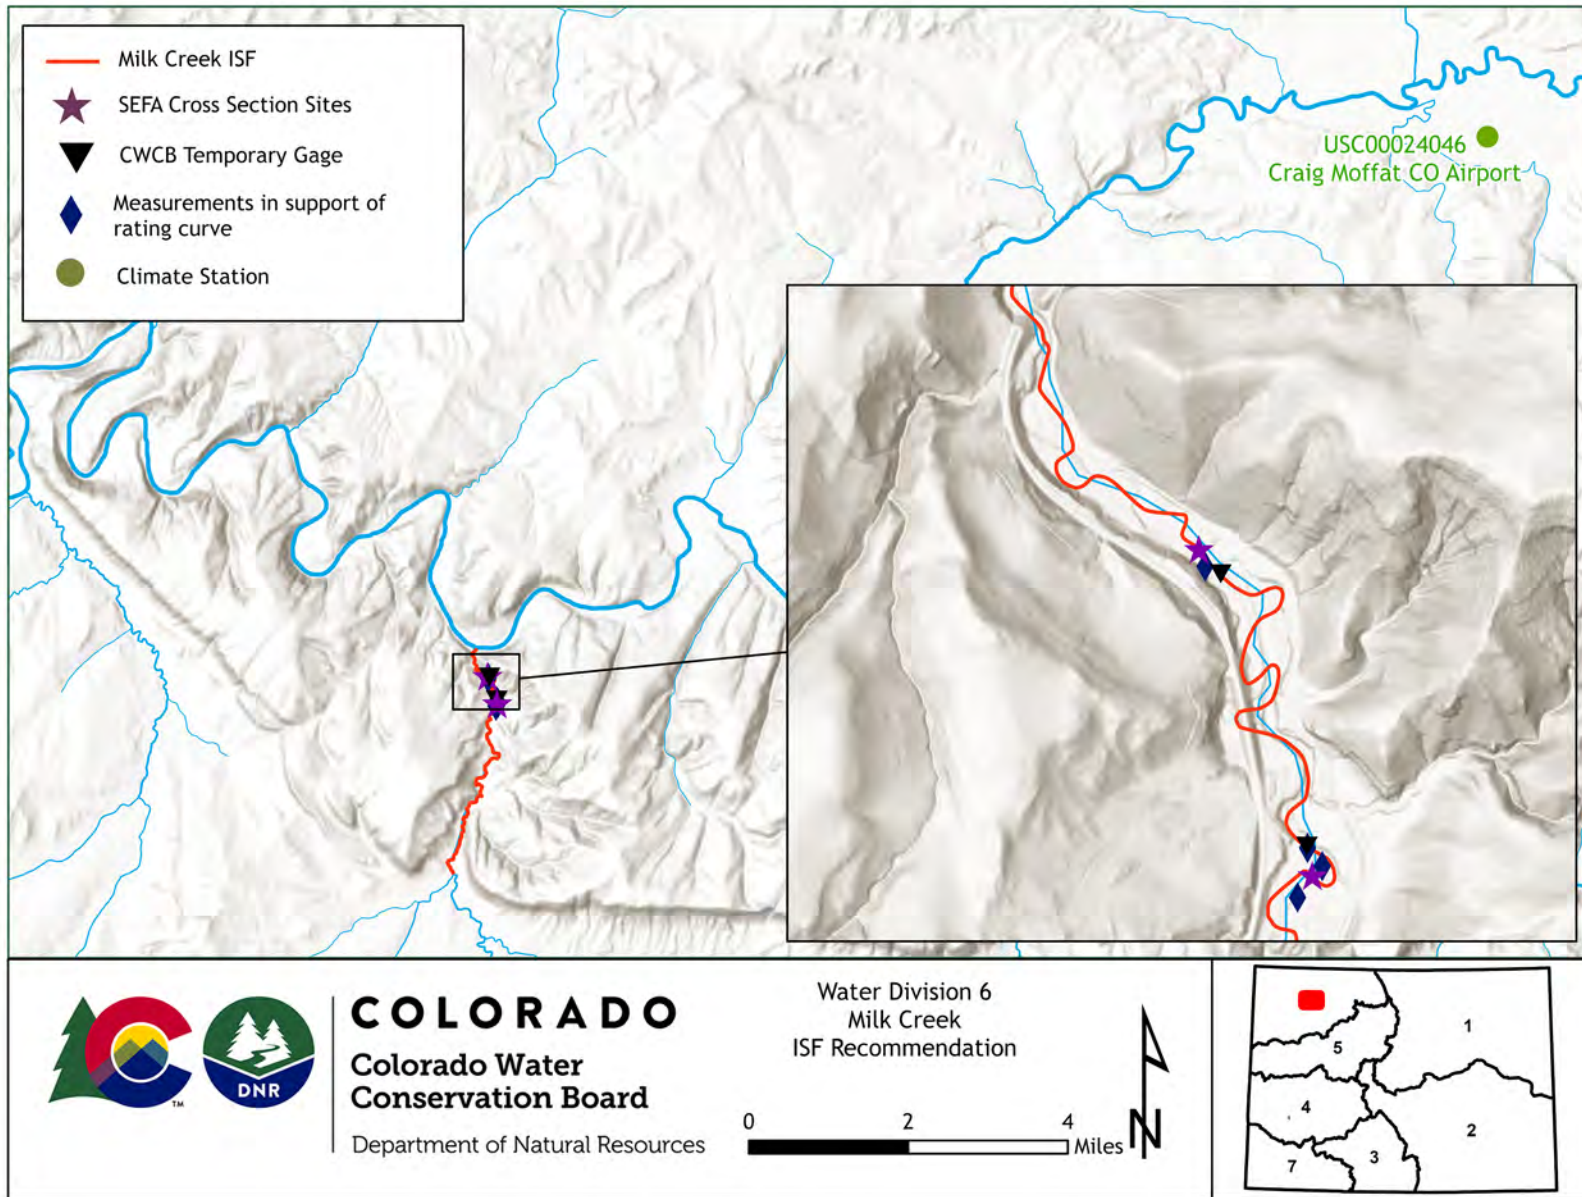 Milk Creek ISF
SEFA Cross Section Sites
CWCB Temporary Gage
Measurements in support of
rating curve
Climate Station
USC00024046
Craig Moffat CO Airport
DNR
TM
COLORADO
Colorado Water
Conservation Board
Department of Natural Resources
Water Division 6
Milk Creek
ISF Recommendation
0 2 4
Miles
N
1
5
4
2
3
7